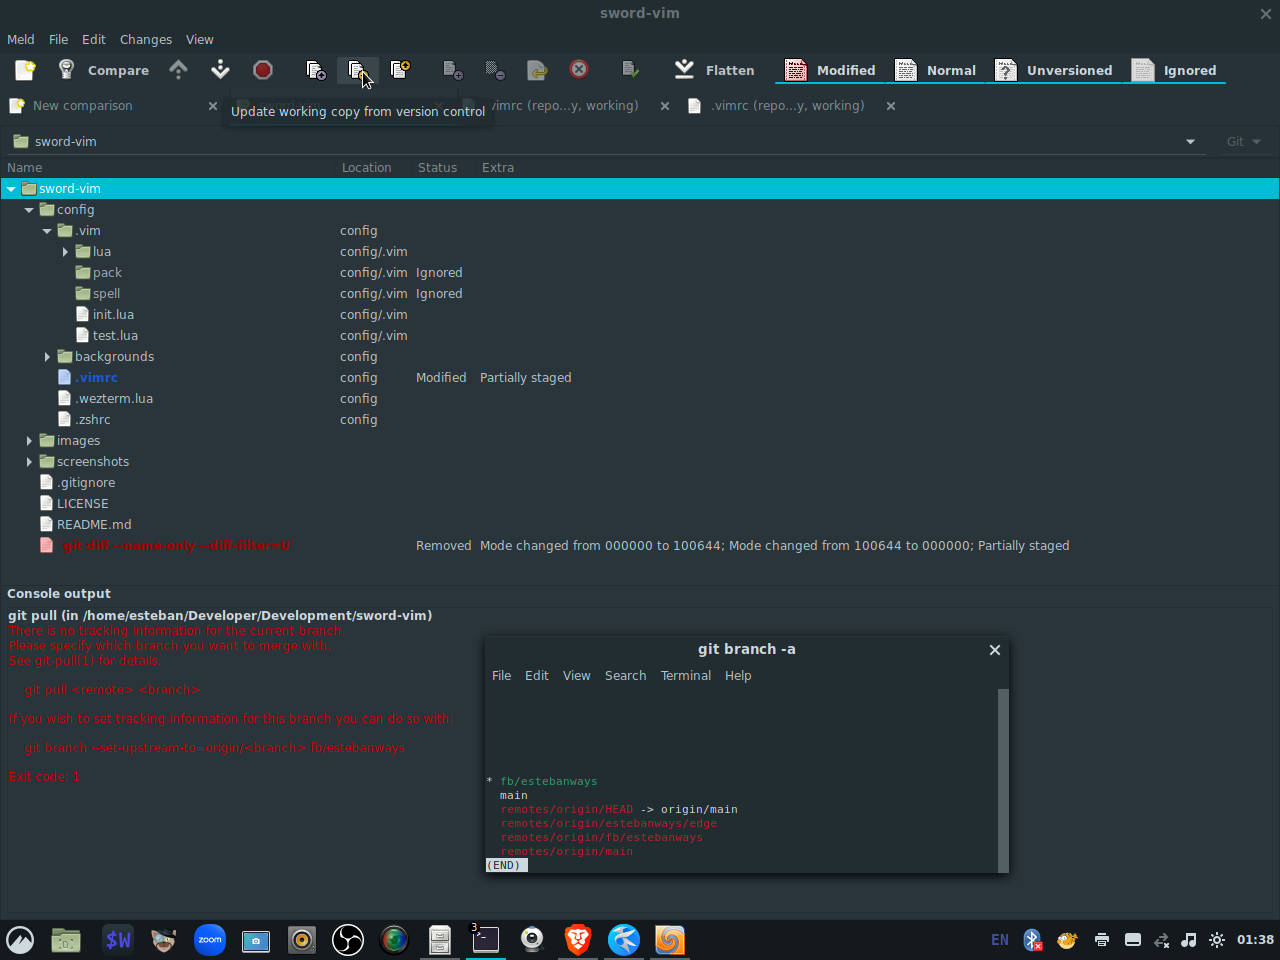 sword-vim
Meld File Edit Changes View
Compare Flatten Modified Normal Unversioned Ignored
New comparison .vimrc (repo...y, working) .vimrc (repo...y, working)
Update working copy from version control
sword-vim Git
Name Location Status Extra
sword-vim
config
.vim config
lua config/.vim
pack config/.vim Ignored
spell config/.vim Ignored
init.lua config/.vim
test.lua config/.vim
backgrounds config
.vimrc config Modified Partially staged
.wezterm.lua config
.zshrc config
images
screenshots
.gitignore
LICENSE
README.md
`git diff --name-only --diff-filter=U` Removed Mode changed from 000000 to 100644; Mode changed from 100644 to 000000; Partially staged
Console output
git pull (in /home/esteban/Developer/Development/sword-vim)
There is no tracking information for the current branch.
Please specify which branch you want to merge with.
See git-pull(1) for details.
git pull <remote> <branch>
If you wish to set tracking information for this branch you can do so with:
git branch --set-upstream-to=origin/<branch> fb/estebanways
Exit code: 1
git branch -a
File Edit View Search Terminal Help
* fb/estebanways
main
remotes/origin/HEAD -> origin/main
remotes/origin/estebanways/edge
remotes/origin/fb/estebanways
remotes/origin/main
(END)
$W zoom 3 EN 01:38